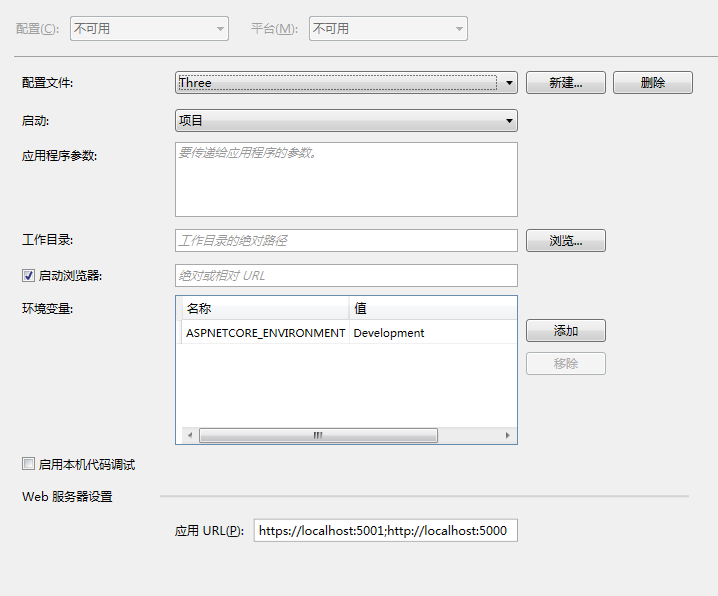 配置(C): 不可用 平台(M): 不可用
配置文件: Three 新建... 删除
启动: 项目
应用程序参数: 要传递给应用程序的参数。
工作目录: 工作目录的绝对路径 浏览...
启动浏览器: 绝对或相对 URL
环境变量: 名称 值
ASPNETCORE_ENVIRONMENT Development 添加
移除
启用本机代码调试
Web 服务器设置
应用 URL(P): https://localhost:5001;http://localhost:5000